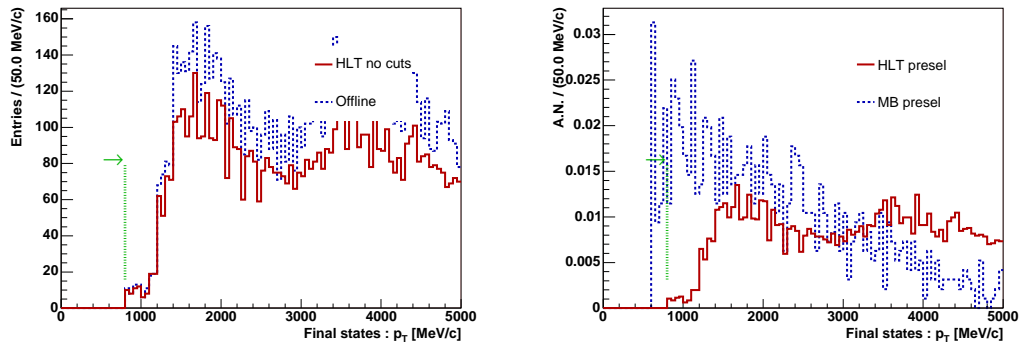 Entries / (50.0 MeV/c)
160
140
120
100
80
60
40
20
0
HLT no cuts
Offline
0 1000 2000 3000 4000 5000
Final states : pT [MeV/c]
A.N. / (50.0 MeV/c)
0.03
0.025
0.02
0.015
0.01
0.005
0
HLT presel
MB presel
0 1000 2000 3000 4000 5000
Final states : pT [MeV/c]